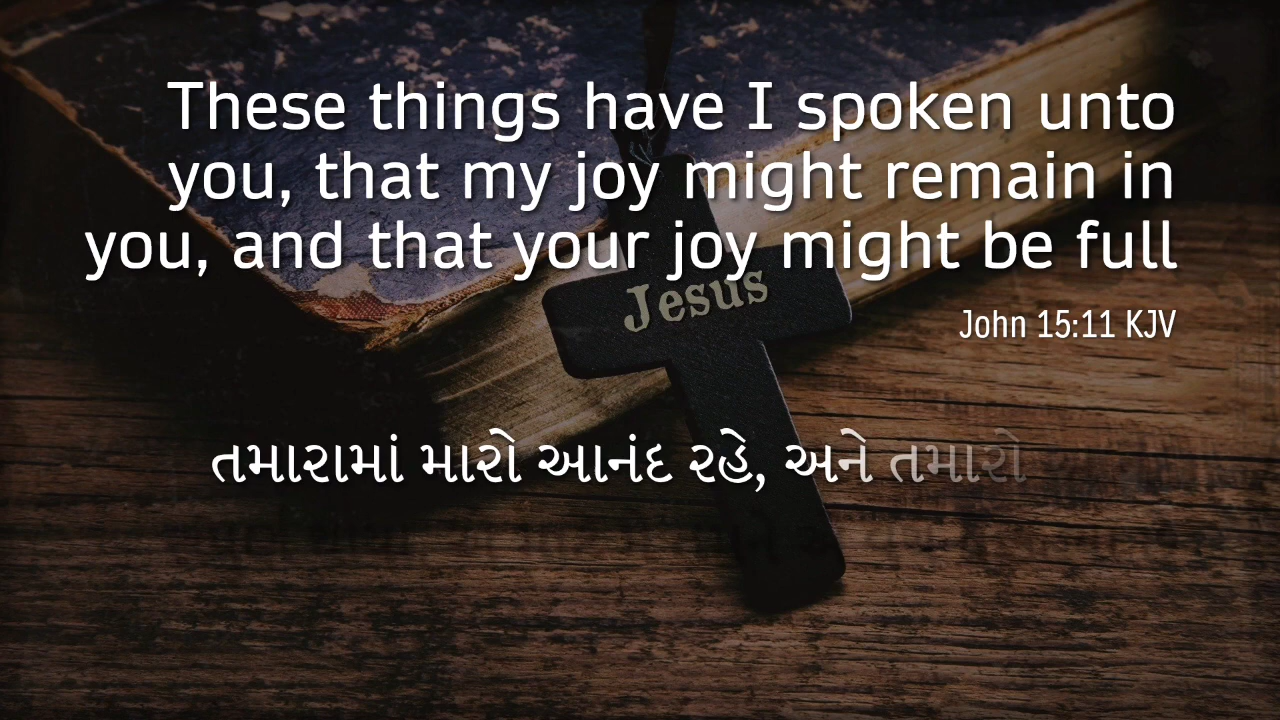 These things have I spoken unto
you, that my joy might remain in
you, and that your joy might be full
Jesus
John 15:11 KJV
તમારામાં મારો આનંદ રહે, અને તમારો